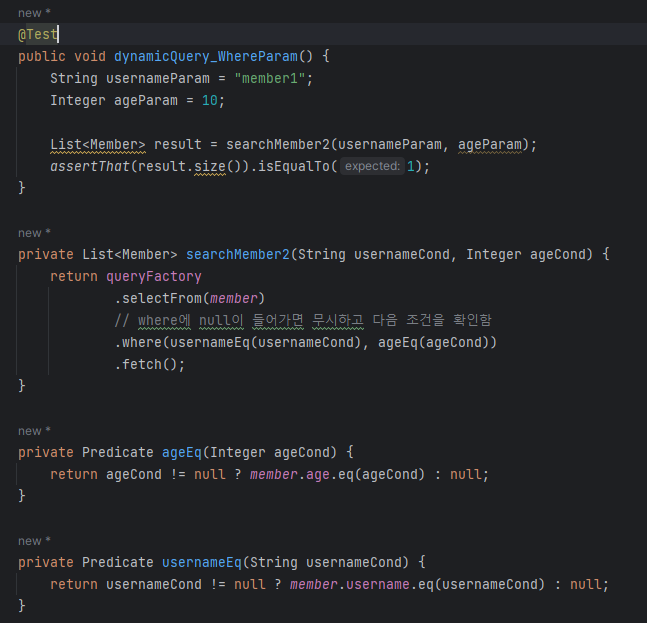 new *
@Test
public void dynamicQuery_WhereParam() {
    String usernameParam = "member1";
    Integer ageParam = 10;
    List<Member> result = searchMember2(usernameParam, ageParam);
    assertThat(result.size()).isEqualTo( expected: 1);
}
new *
private List<Member> searchMember2(String usernameCond, Integer ageCond) {
    return queryFactory
            .selectFrom(member)
            // where에 null이 들어가면 무시하고 다음 조건을 확인함
            .where(usernameEq(usernameCond), ageEq(ageCond))
            .fetch();
}
new *
private Predicate ageEq(Integer ageCond) {
    return ageCond != null ? member.age.eq(ageCond) : null;
}
new *
private Predicate usernameEq(String usernameCond) {
    return usernameCond != null ? member.username.eq(usernameCond) : null;
}